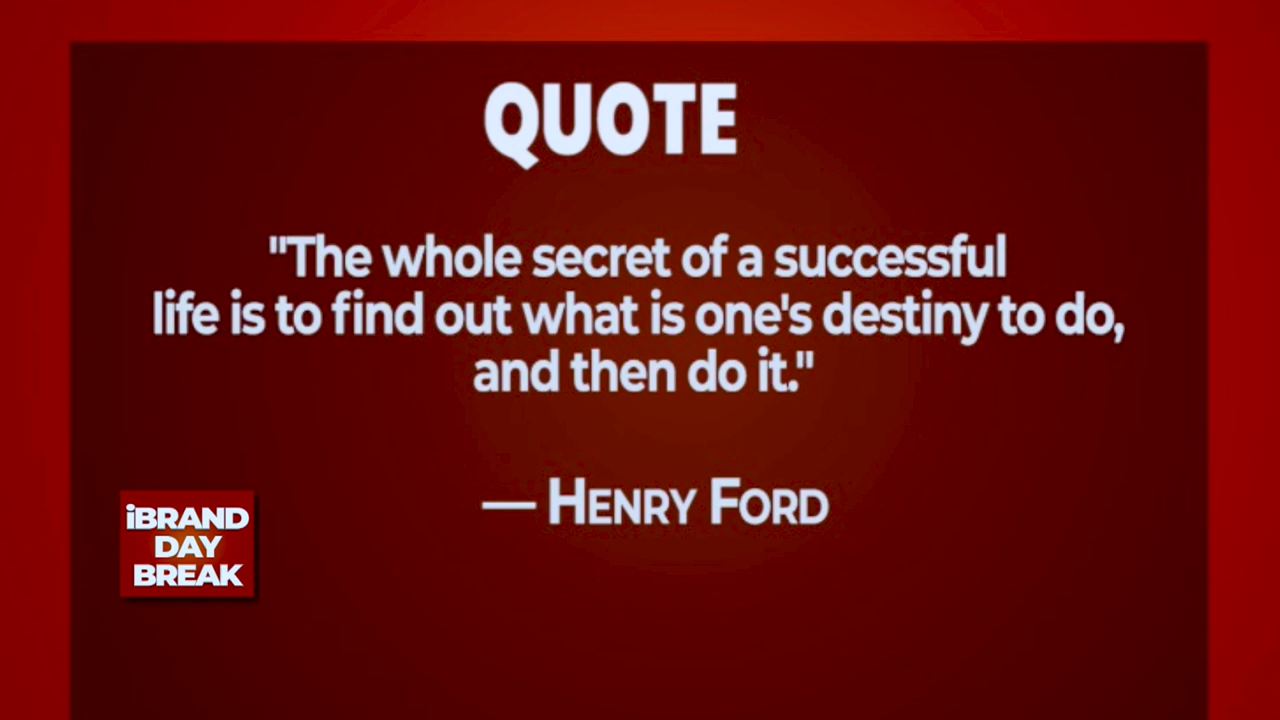 QUOTE
"The whole secret of a successful
life is to find out what is one's destiny to do,
and then do it."
— HENRY FORD
iBRAND
DAY
BREAK